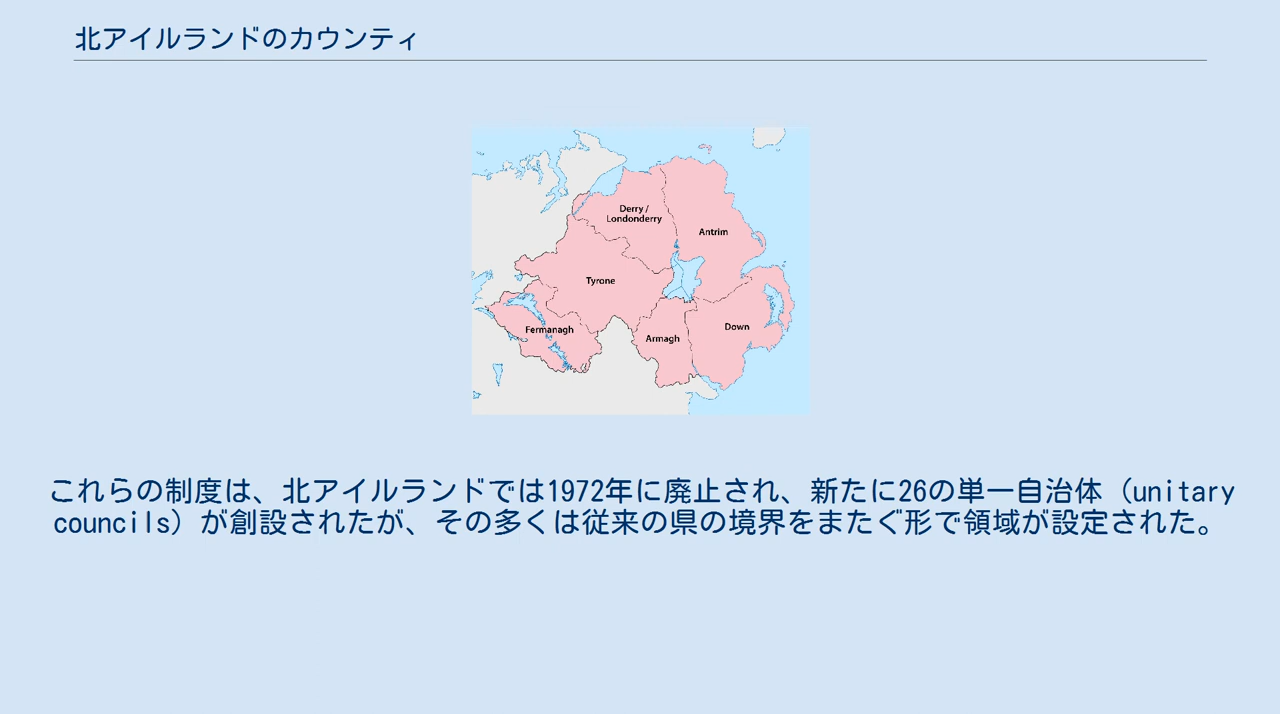 北アイルランドのカウンティ
Derry /
Londonderry
Antrim
Tyrone
Fermanagh
Armagh
Down
これらの制度は、北アイルランドでは1972年に廃止され、新たに26の単一自治体（unitary
councils）が創設されたが、その多くは従来の県の境界をまたぐ形で領域が設定された。